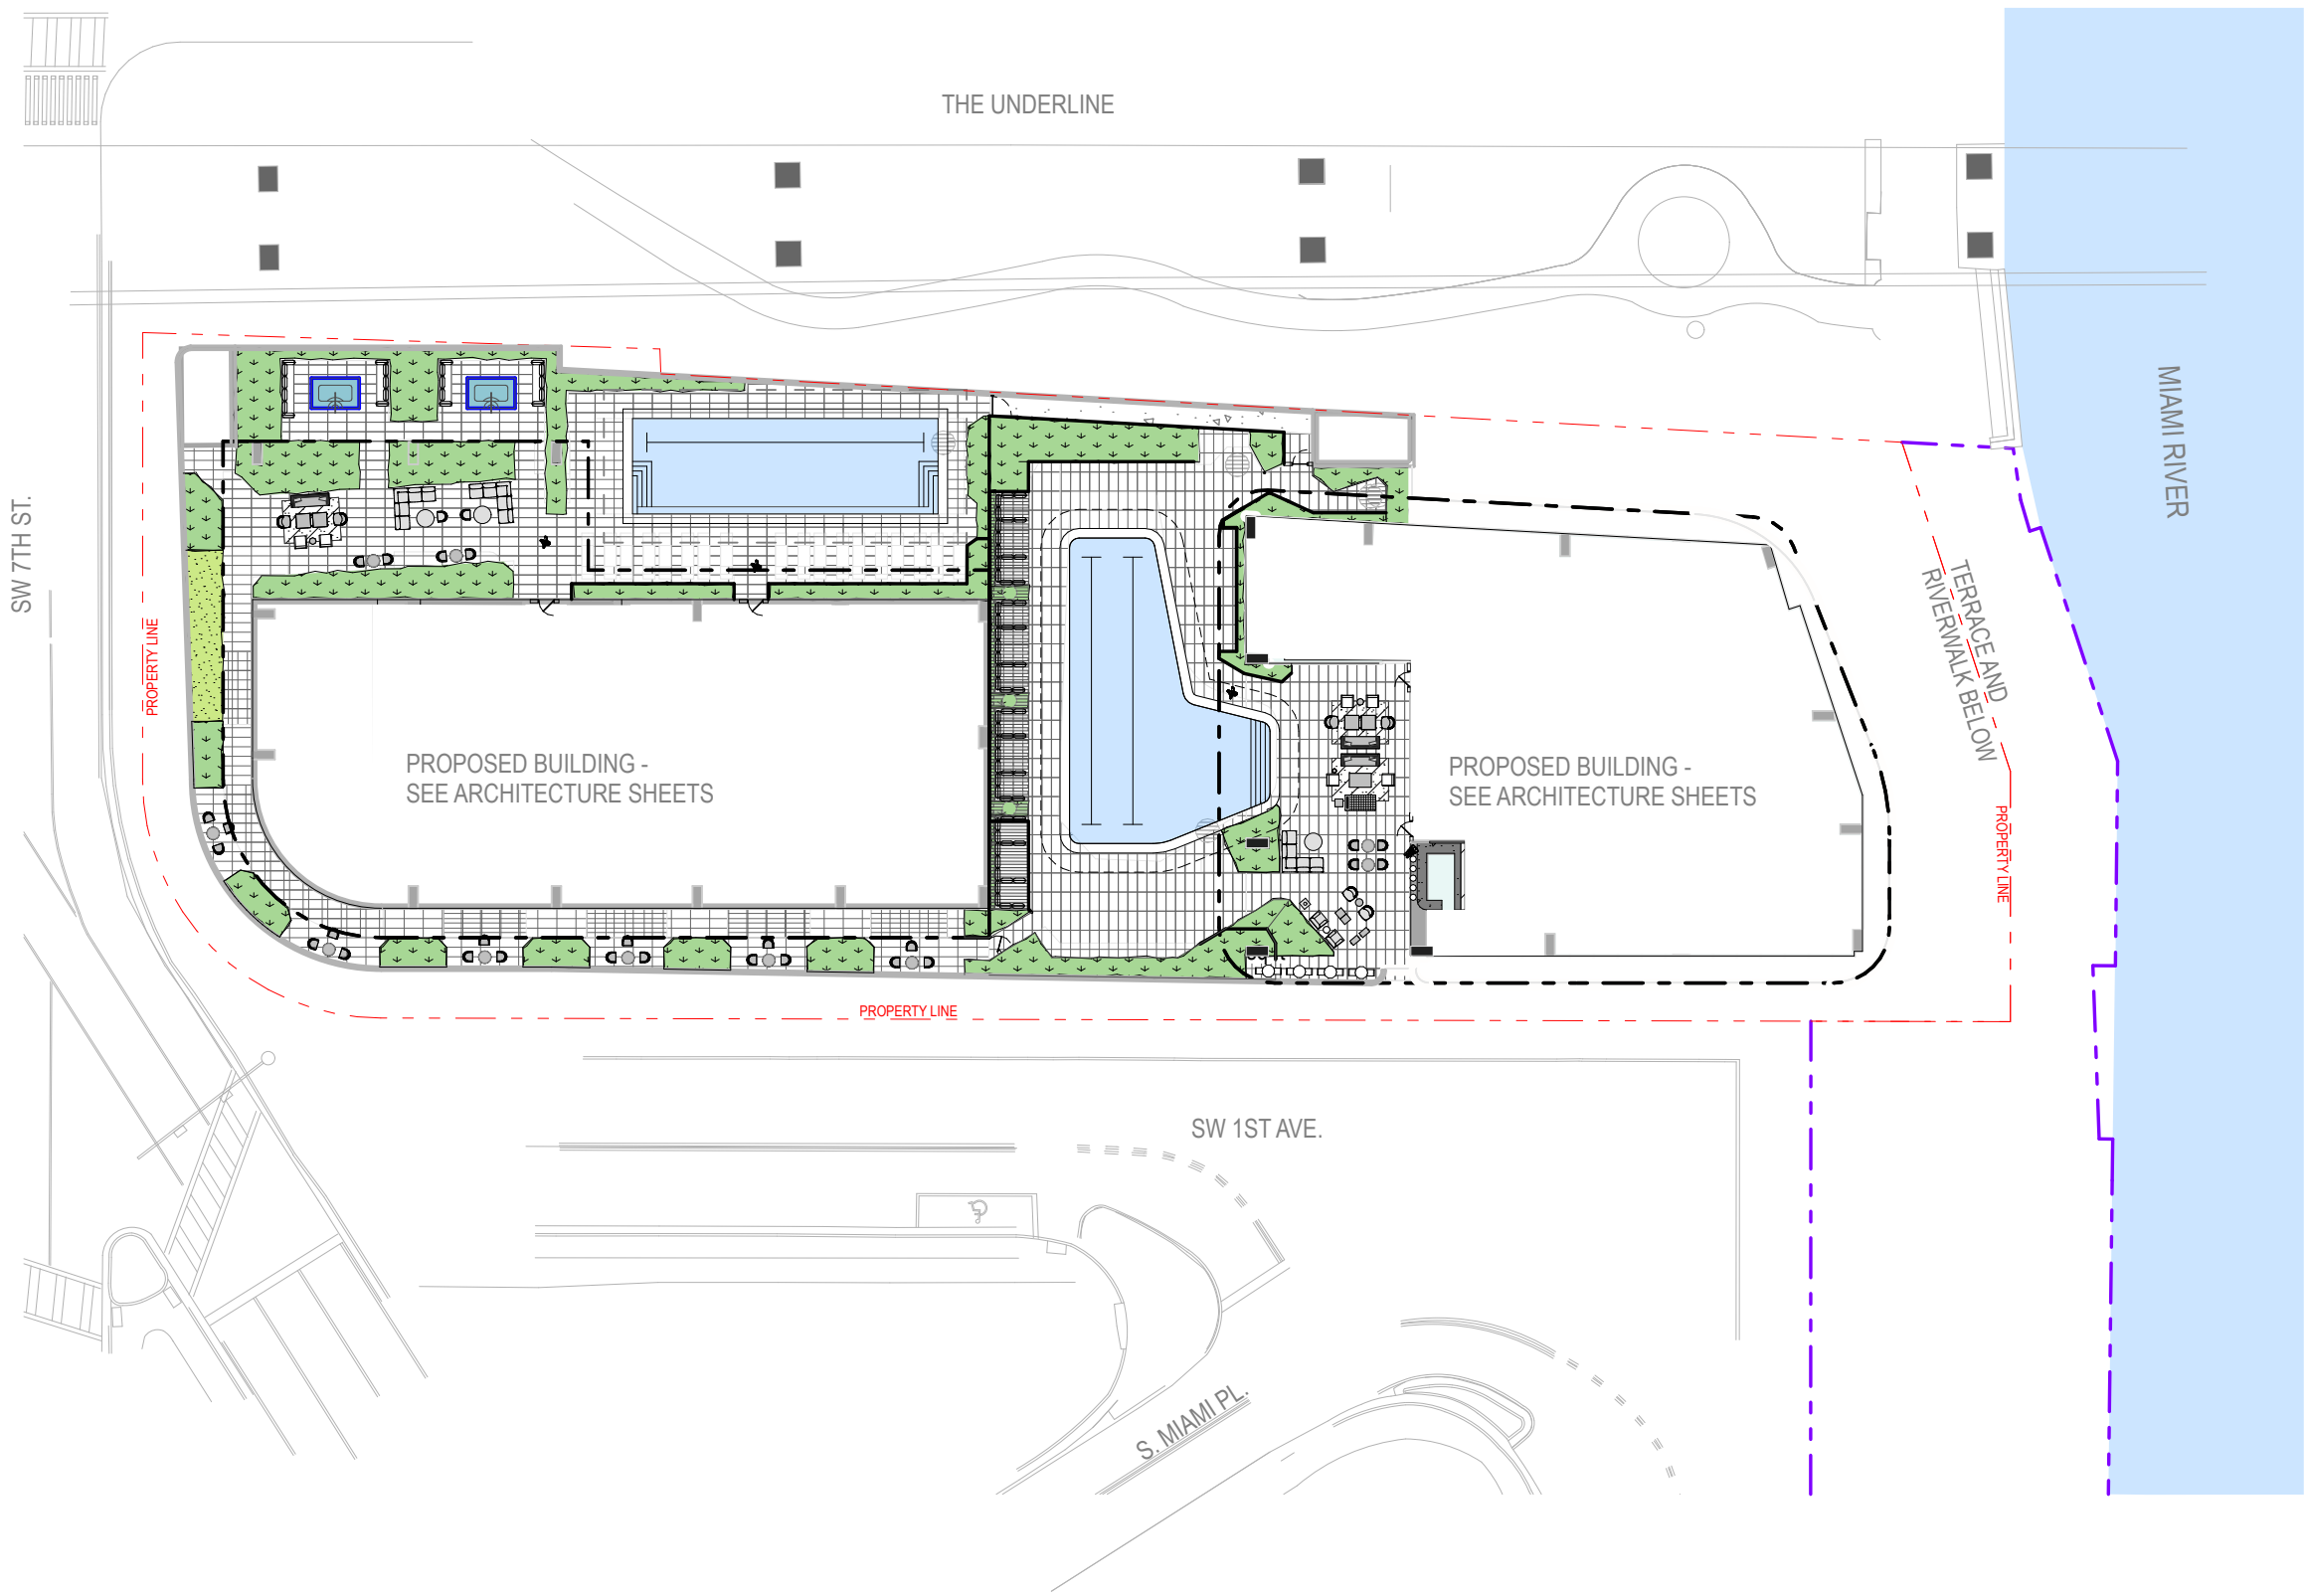 THE UNDERLINE
MIAMI RIVER
SW 7TH ST.
TERRACE AND
RIVERWALK BELOW
PROPERTY LINE
PROPOSED BUILDING -
SEE ARCHITECTURE SHEETS
PROPOSED BUILDING -
SEE ARCHITECTURE SHEETS
PROPERTY LINE
PROPERTY LINE
SW 1ST AVE.
S. MIAMI PL.